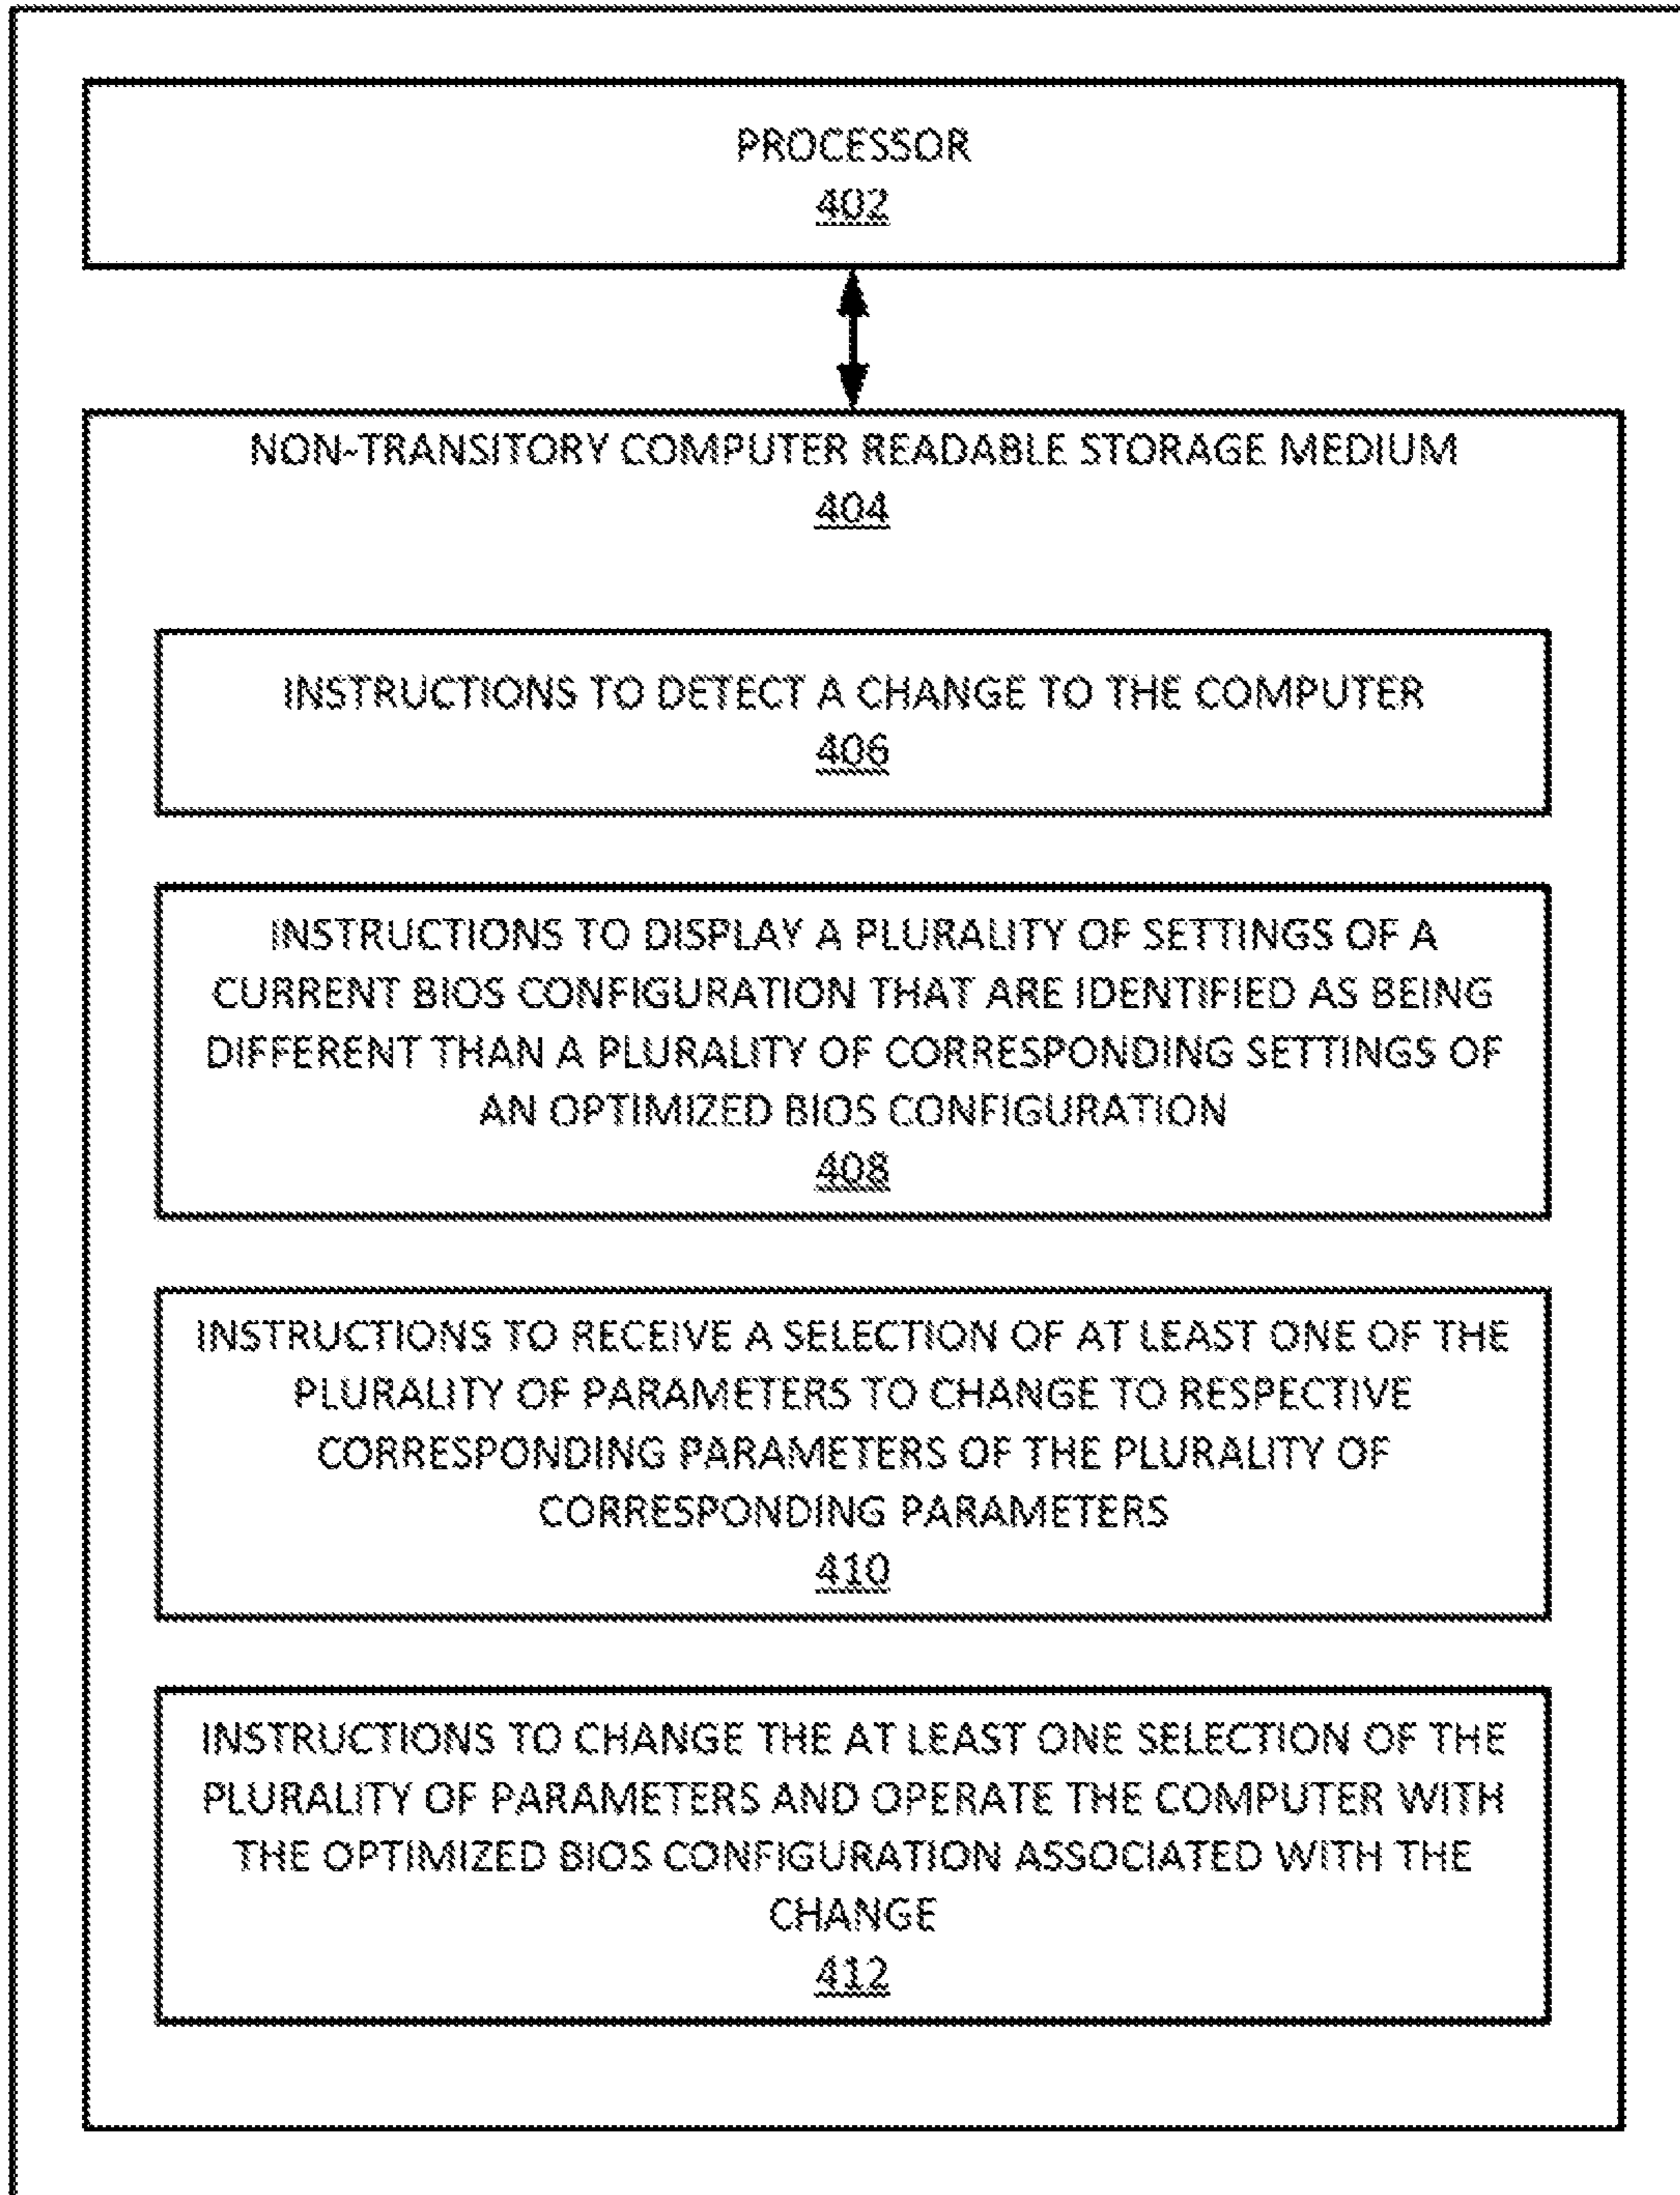 PROCESSOR
402
NON-TRANSITORY COMPUTER READABLE STORAGE MEDIUM
404
INSTRUCTIONS TO DETECT A CHANGE TO THE COMPUTER
406
INSTRUCTIONS TO DISPLAY A PLURALITY OF SETTINGS OF A
CURRENT BIOS CONFIGURATION THAT ARE IDENTIFIED AS BEING
DIFFERENT THAN A PLURALITY OF CORRESPONDING SETTINGS OF
AN OPTIMIZED BIOS CONFIGURATION
408
INSTRUCTIONS TO RECEIVE A SELECTION OF AT LEAST ONE OF THE
PLURALITY OF PARAMETERS TO CHANGE TO RESPECTIVE
CORRESPONDING PARAMETERS OF THE PLURALITY OF
CORRESPONDING PARAMETERS
410
INSTRUCTIONS TO CHANGE THE AT LEAST ONE SELECTION OF THE
PLURALITY OF PARAMETERS AND OPERATE THE COMPUTER WITH
THE OPTIMIZED BIOS CONFIGURATION ASSOCIATED WITH THE
CHANGE
412